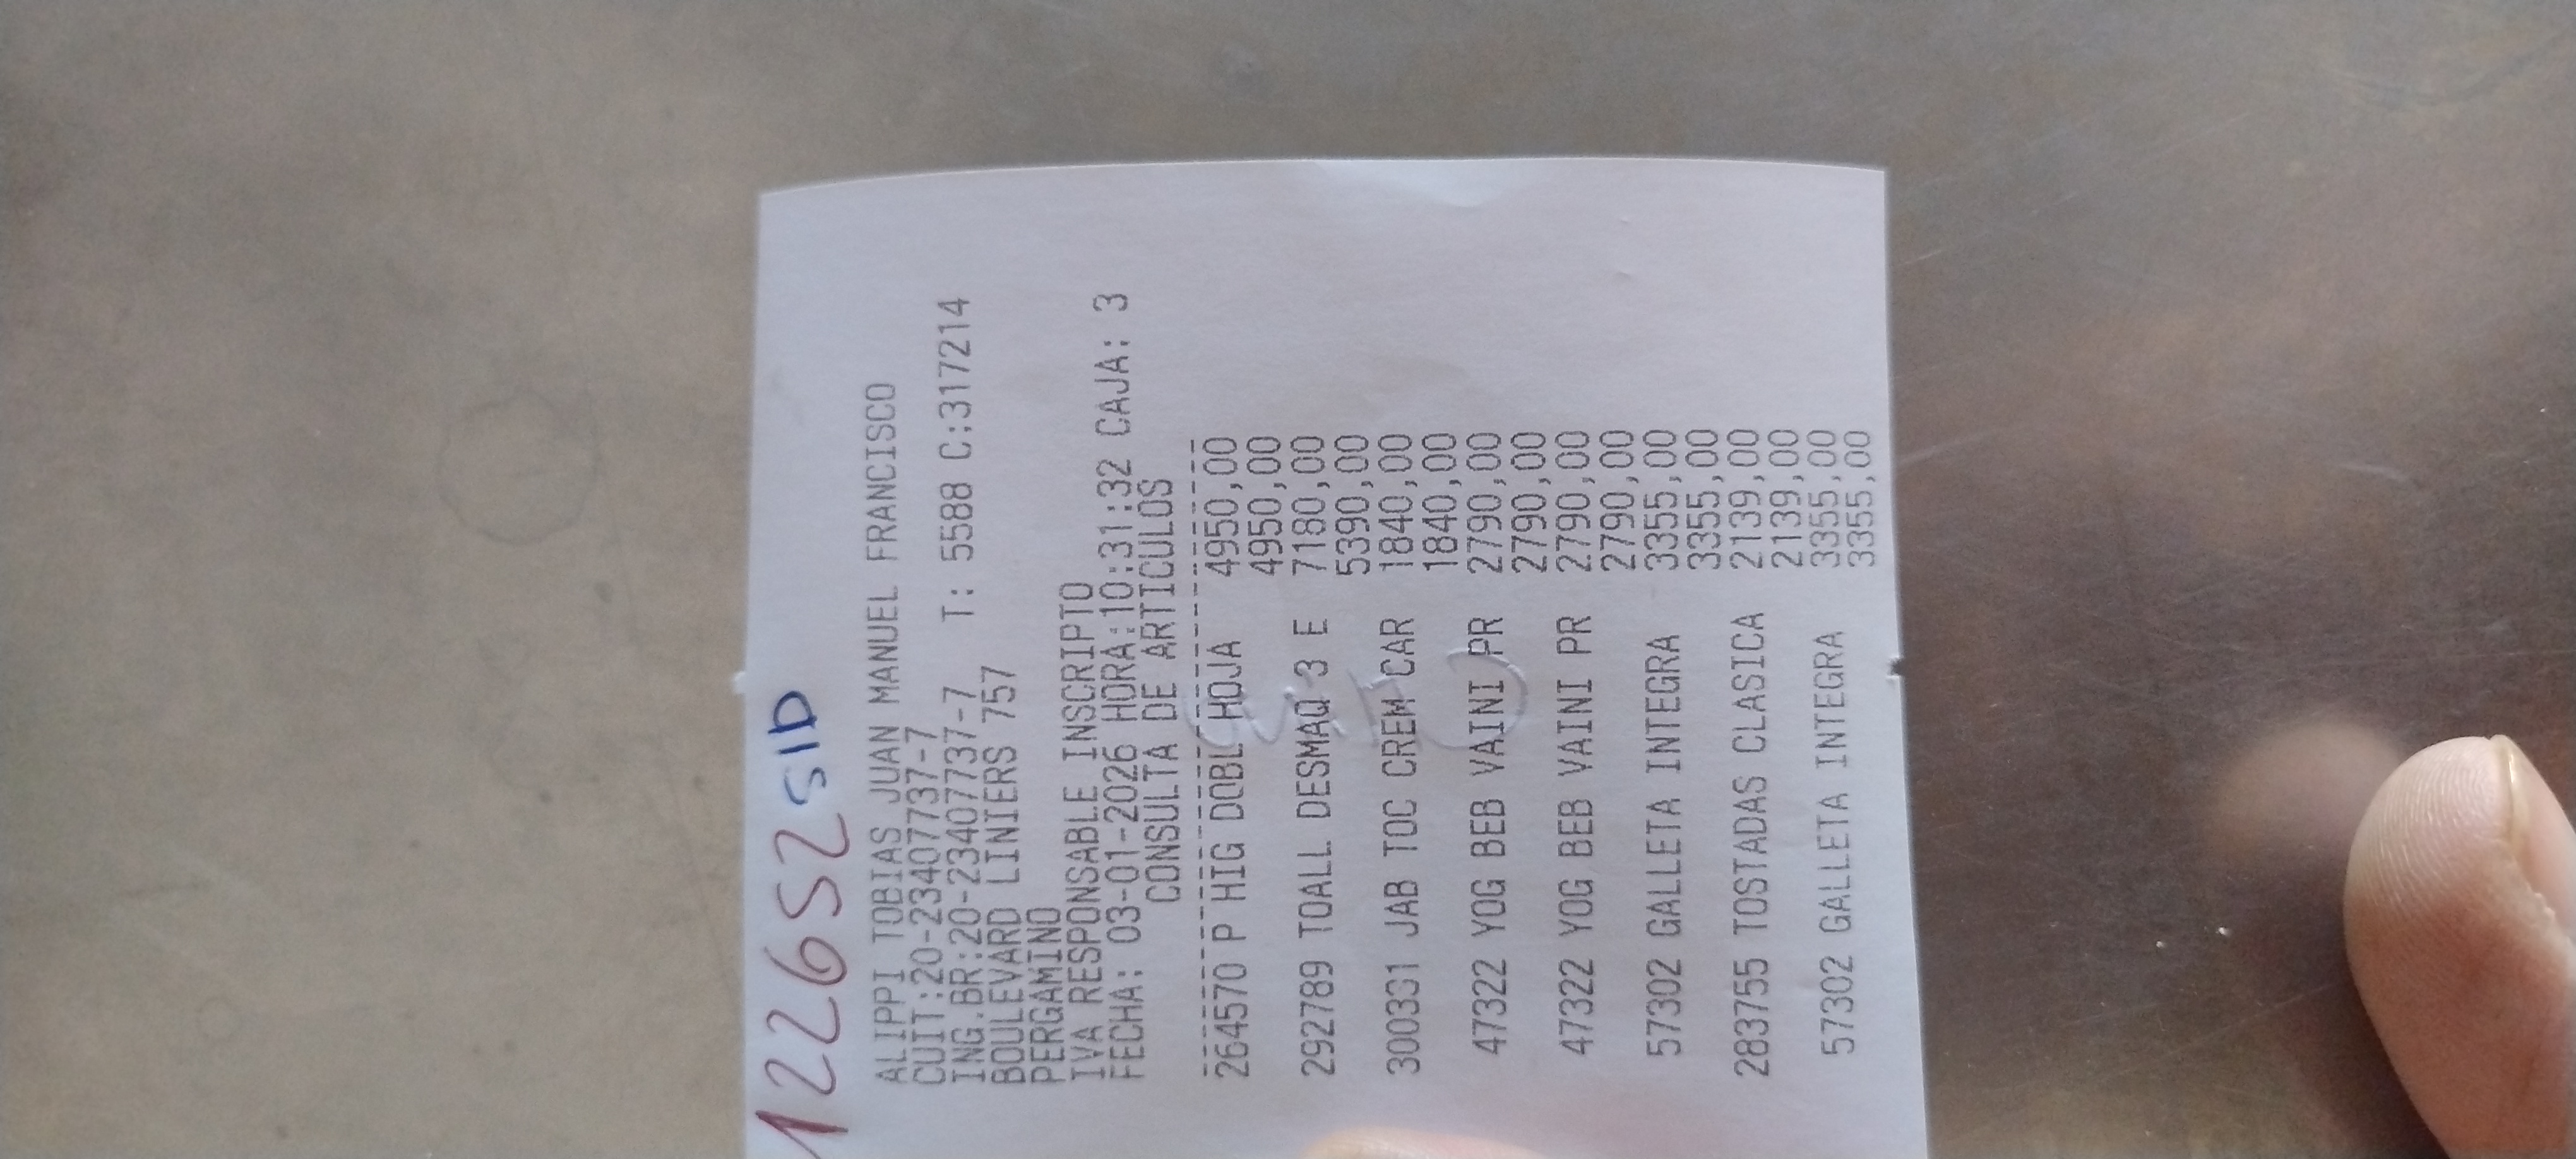 122652 SID
ALIPPI TOBIAS JUAN MANUEL FRANCISCO
CUIT:20-23407737-7
ING.BR:20-23407737-7 T: 5588 C:317214
BOULEVARD LINIERS 757
PERGAMINO
IVA RESPONSABLE INSCRIPTO
FECHA: 03-01-2026 HORA:10:31:32 CAJA: 3
CONSULTA DE ARTICULOS
264570 P HIG DOBL HOJA 4950,00
4950,00
292789 TOALL DESMAQ 3 E 7180,00
5390,00
300331 JAB TOC CREM CAR 1840,00
1840,00
47322 YOG BEB VAINI PR 2790,00
2790,00
47322 YOG BEB VAINI PR 2790,00
2790,00
57302 GALLETA INTEGRA 3355,00
3355,00
283755 TOSTADAS CLASICA 2139,00
2139,00
57302 GALLETA INTEGRA 3355,00
3355,00